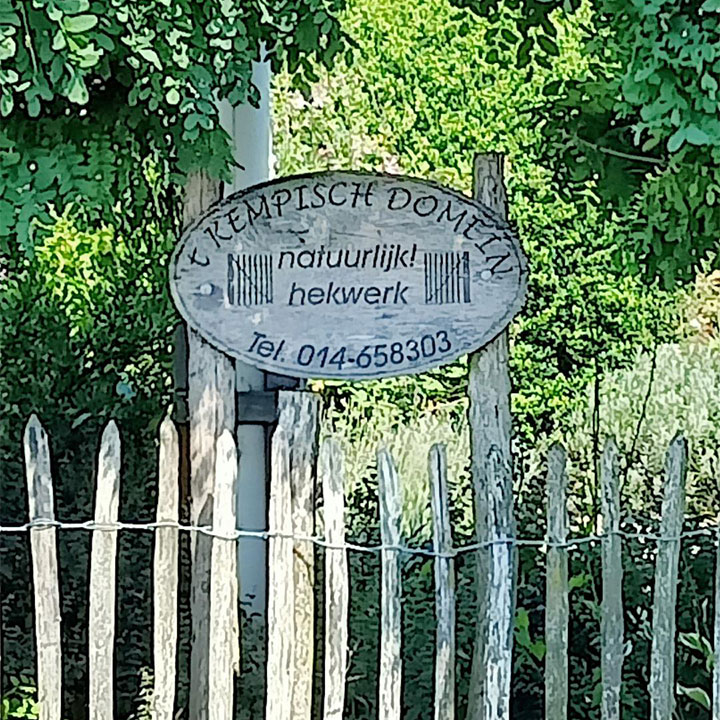 't KEMPISCH DOMEIN
natuurlijk!
hekwerk
Tel. 014-658303